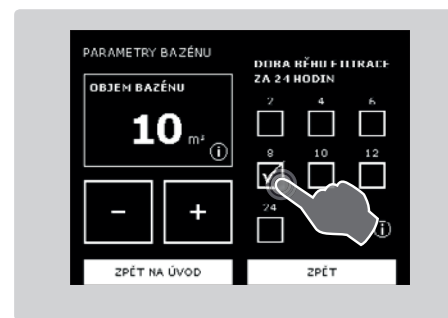 PARAMETRY BAZÉNU
OBJEM BAZÉNU
10 m³
i
− +
DOBA BĚHU FILTRACE
ZA 24 HODIN
2 4 6
8 10 12
24
i
ZPĚT NA ÚVOD
ZPĚT